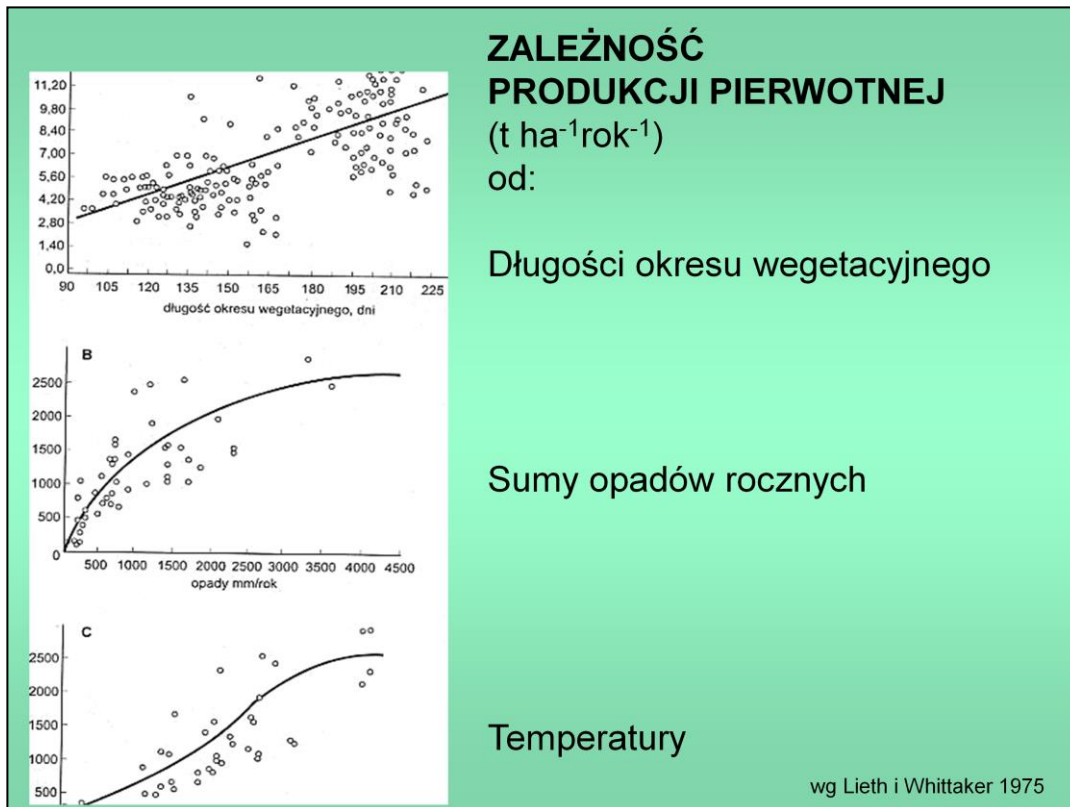 ZALEŻNOŚĆ
PRODUKCJI PIERWOTNEJ
(t ha⁻¹rok⁻¹)
od:
11,20
9,80
8,40
7,00
5,60
4,20
2,80
1,40
0,0
90 105 120 135 150 165 180 195 210 225
długość okresu wegetacyjnego, dni
Długości okresu wegetacyjnego
B
2500
2000
1500
1000
500
0
500 1000 1500 2000 2500 3000 3500 4000 4500
opady mm/rok
Sumy opadów rocznych
C
2500
2000
1500
1000
500
Temperatury
wg Lieth i Whittaker 1975